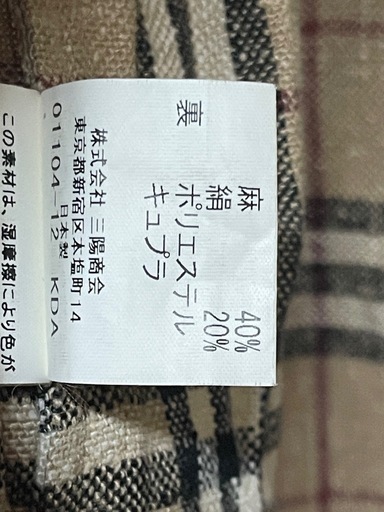 麻 40%
絹 20%
裏 ポリエステル
キュプラ
株式会社 三陽商会
東京都新宿区本塩町14
日本製
01104-12 KDA
この素材は、湿摩擦により色が